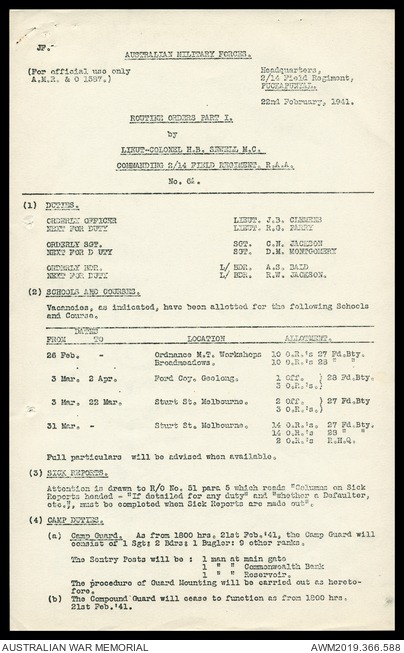 JP.-
AUSTRALIAN MILITARY FORCES.
(For official use only Headquarters,
A.M.R. & O 1587.) 2/14 Field Regiment,
PUCKAPUNYAL.
22nd February, 1941.
ROUTINE ORDERS PART I.
by
LIEUT-COLONEL H.B. SEWELL M.C.
COMMANDING 2/14 FIELD REGIMENT. R.A.A.
No. 64.
(1) DUTIES.
ORDERLY OFFICER LIEUT. J.B. CLEMENS
NEXT FOR DUTY LIEUT. R.G. TARRY
ORDERLY SGT. SGT. C.N. JACKSON
NEXT FOR D UTY SGT. D.M. MONTGOMERY
ORDERLY BDR. L/ BDR. A.S. BALD
NEXT FOR DUTY L/ BDR. R.W. JACKSON.
(2) SCHOOLS AND COURSES.
Vacancies, as indicated, have been allotted for the following Schools
and Course.
DATES
FROM TO LOCATION ALLOTMENT.
26 Feb. - Ordnance M.T. Workshops 10 O.R.'s 27 Fd.Bty.
Broadmeadows. 10 O.R's 28 " "
3 Mar. 2 Apr. Ford Coy. Geelong. 1 Off. ) 28 Fd.Bty.
3 O.R's.)
3 Mar. 22 Mar. Sturt St. Melbourne. 2 Off. ) 27 Fd.Bty
3 O.R's.)
31 Mar. - Sturt St. Melbourne. 14 O.R.'s. 27 Fd.Bty.
14 O.R.'s 28 " "
2 O.R.'s R.H.Q.
Full particulars will be advised when available.
(3) SICK REPORTS.
Attention is drawn to R/O No. 51 para 5 which reads "Columns on Sick
Reports headed - "If detailed for any duty" and "whether a Defaulter,
etc.", must be completed when Sick Reports are made out".
(4) CAMP DUTIES.
(a) Camp Guard. As from 1800 hrs. 21st Feb.'41, the Camp Guard will
consist of 1 Sgt: 2 Bdrs: 1 Bugler: 9 other ranks.
The Sentry Posts will be : 1 man at main gate
1 " " Commonwealth Bank
1 " " Reservoir.
The procedure of Guard Mounting will be carried out as hereto-
fore.
(b) The Compound Guard will cease to function as from 1800 hrs.
21st Feb. '41.
AUSTRALIAN WAR MEMORIAL AWM2019.366.588